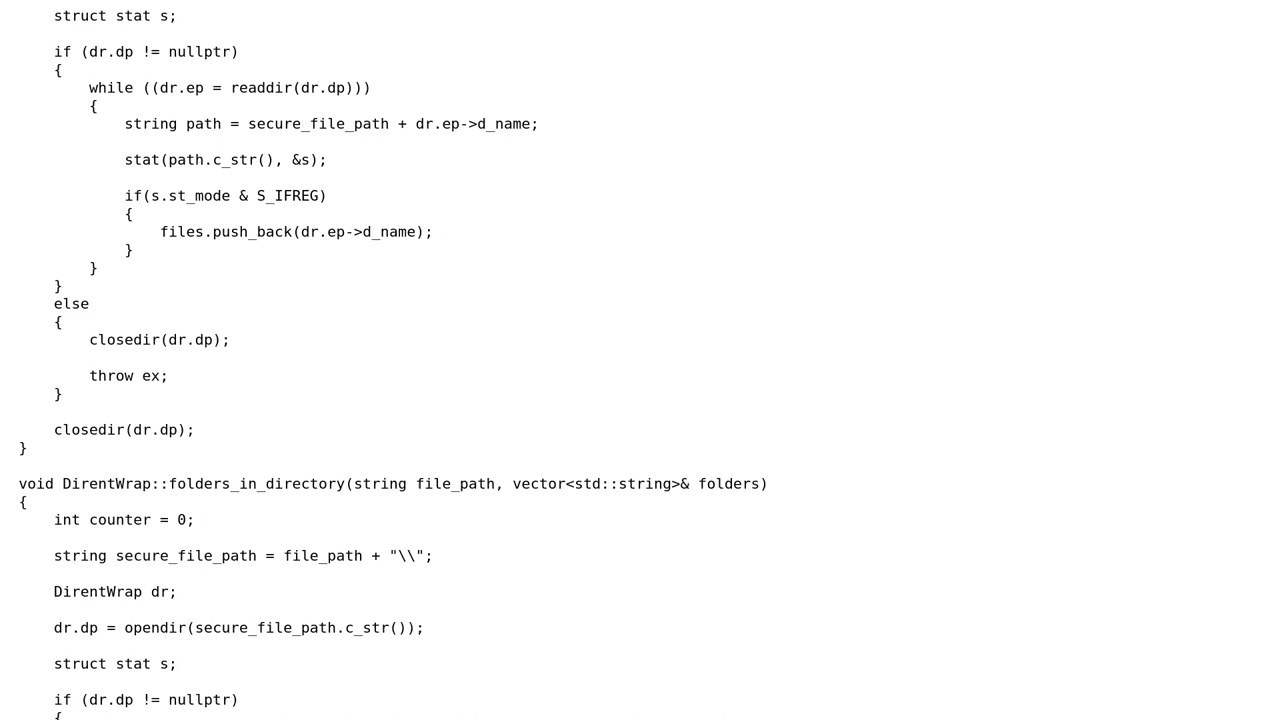 struct stat s;
if (dr.dp != nullptr)
{
while ((dr.ep = readdir(dr.dp)))
{
string path = secure_file_path + dr.ep->d_name;
stat(path.c_str(), &s);
if(s.st_mode & S_IFREG)
{
files.push_back(dr.ep->d_name);
}
}
}
else
{
closedir(dr.dp);
throw ex;
}
closedir(dr.dp);
}
void DirentWrap::folders_in_directory(string file_path, vector<std::string>& folders)
{
int counter = 0;
string secure_file_path = file_path + "\\";
DirentWrap dr;
dr.dp = opendir(secure_file_path.c_str());
struct stat s;
if (dr.dp != nullptr)
{